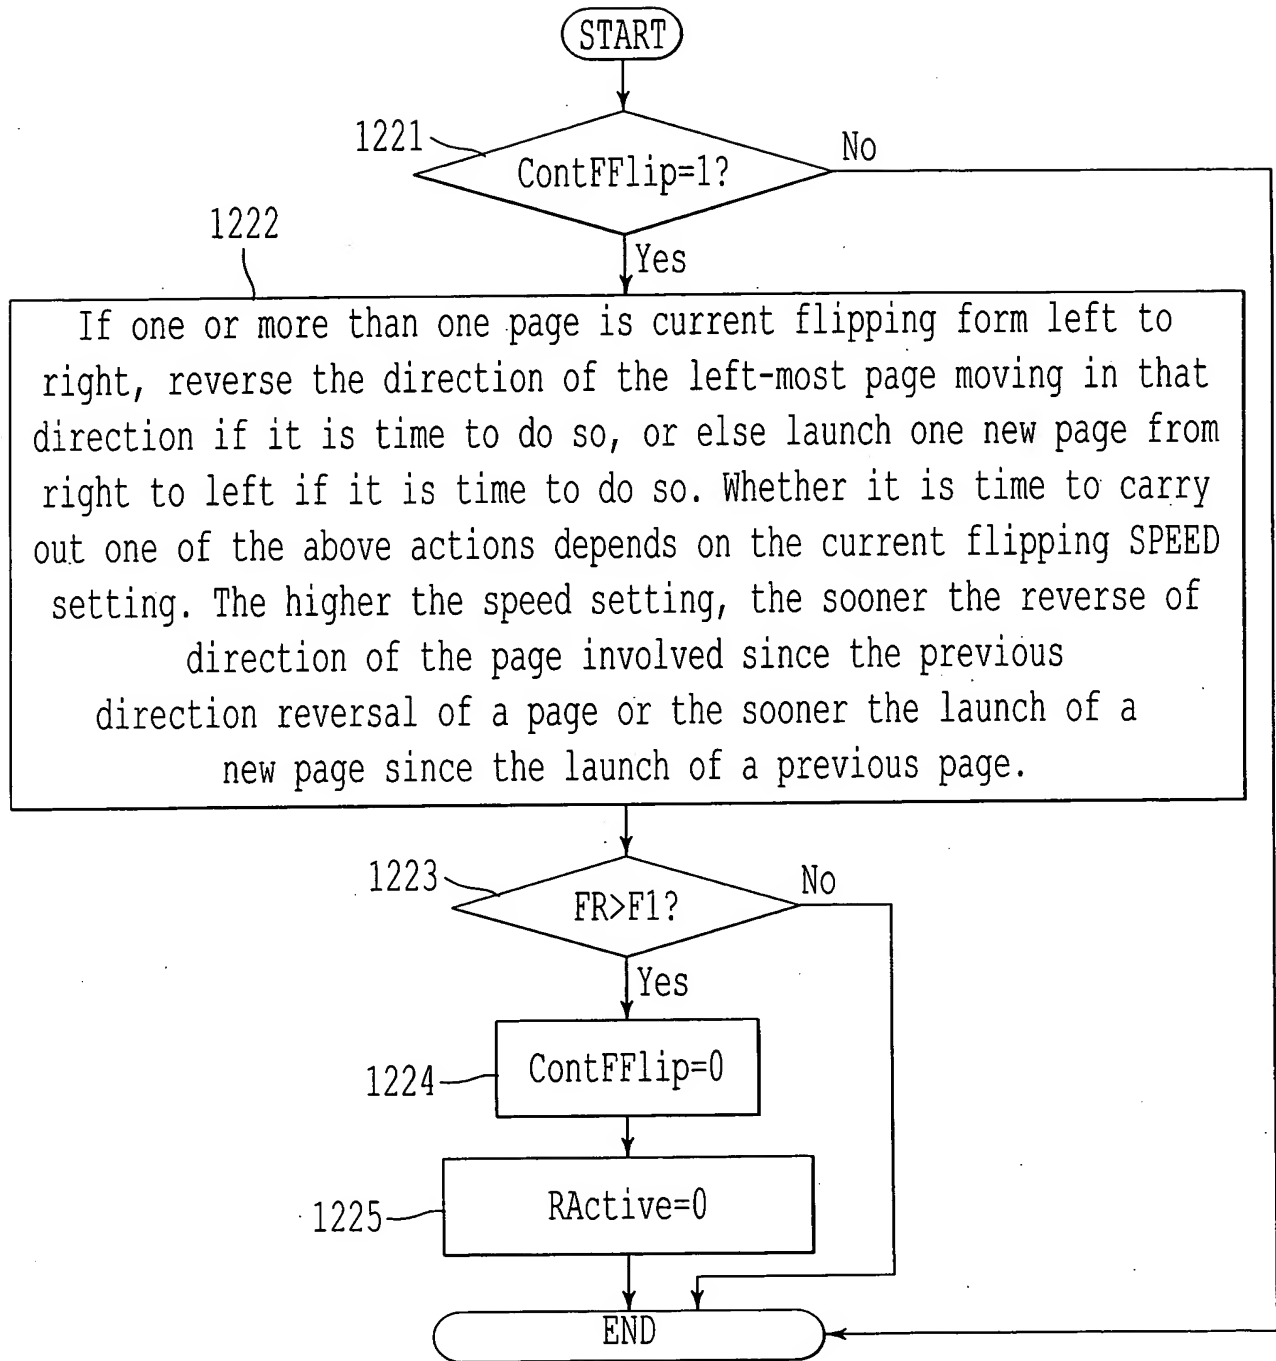 START
1221
ContFFlip=1?
No
1222
Yes
If one or more than one page is current flipping form left to
right, reverse the direction of the left-most page moving in that
direction if it is time to do so, or else launch one new page from
right to left if it is time to do so. Whether it is time to carry
out one of the above actions depends on the current flipping SPEED
setting. The higher the speed setting, the sooner the reverse of
direction of the page involved since the previous
direction reversal of a page or the sooner the launch of a
new page since the launch of a previous page.
1223
FR>F1?
No
Yes
1224
ContFFlip=0
1225
RActive=0
END